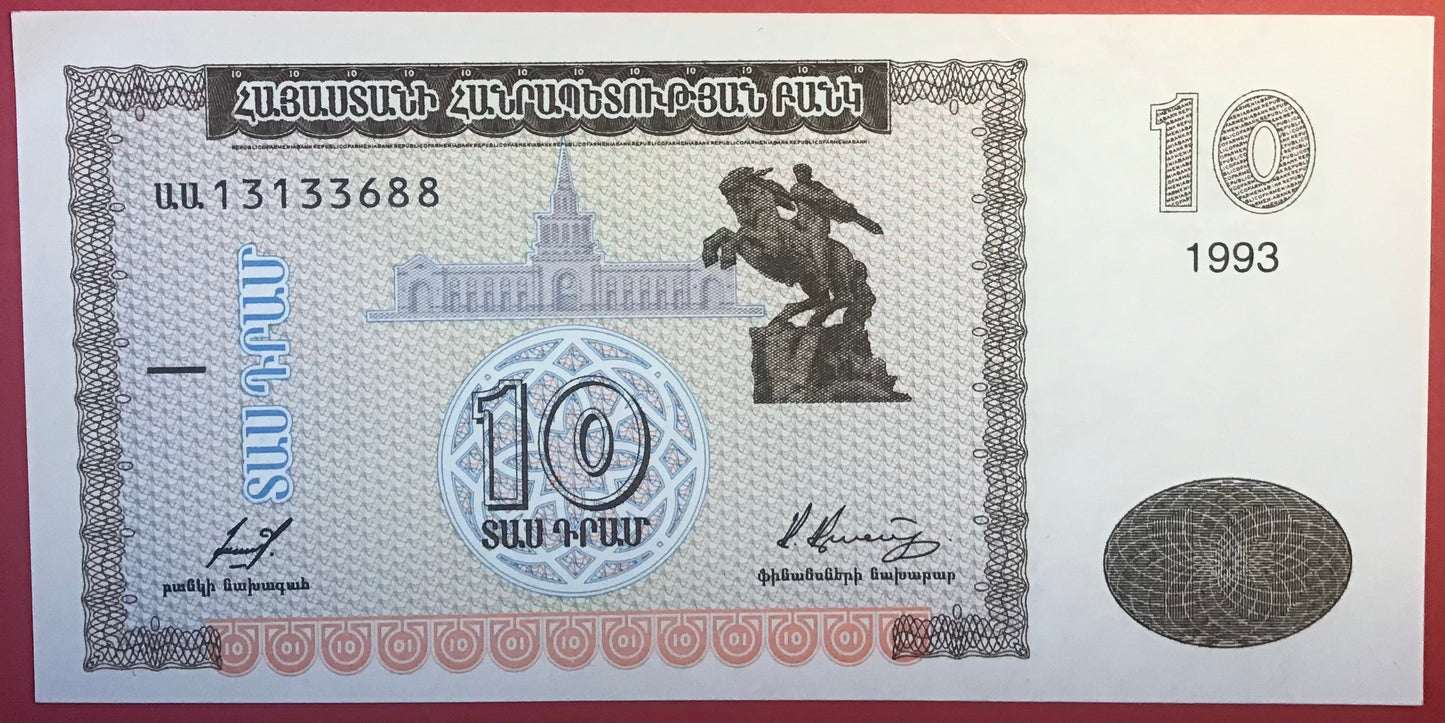 ՀԱՅԱՍՏԱՆԻ ՀԱՆՐԱՊԵՏՈՒԹՅԱՆ ԲԱՆԿ
ԱԱ 13133688
10
1993
ՏԱՍ ԴՐԱՄ
10
ՏԱՍ ԴՐԱՄ
բանկի նախագահ
ֆինանսների նախարար